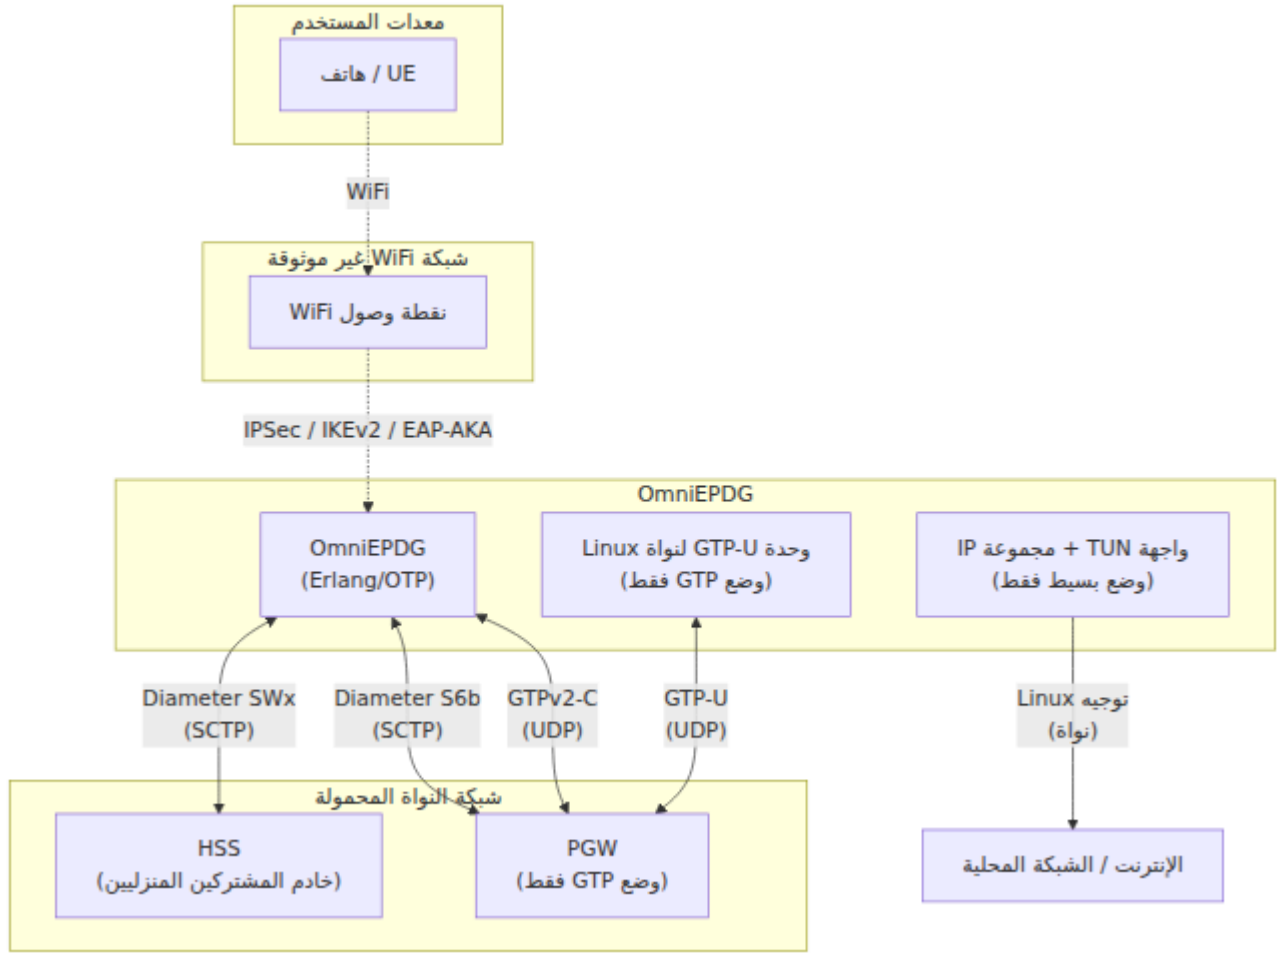 معدات المستخدم
هاتف / UE
WiFi
شبكة WiFi غير موثوقة
نقطة وصول WiFi
IPSec / IKEv2 / EAP-AKA
OmniEPDG
OmniEPDG
(Erlang/OTP)
وحدة GTP-U لنواة Linux
(وضع GTP فقط)
واجهة TUN + مجموعة IP
(وضع بسيط فقط)
Diameter SWx
(SCTP)
Diameter S6b
(SCTP)
GTPv2-C
(UDP)
GTP-U
(UDP)
توجيه Linux
(نواة)
شبكة النواة المحمولة
HSS
(خادم المشتركين المنزليين)
PGW
(وضع GTP فقط)
الإنترنت / الشبكة المحلية